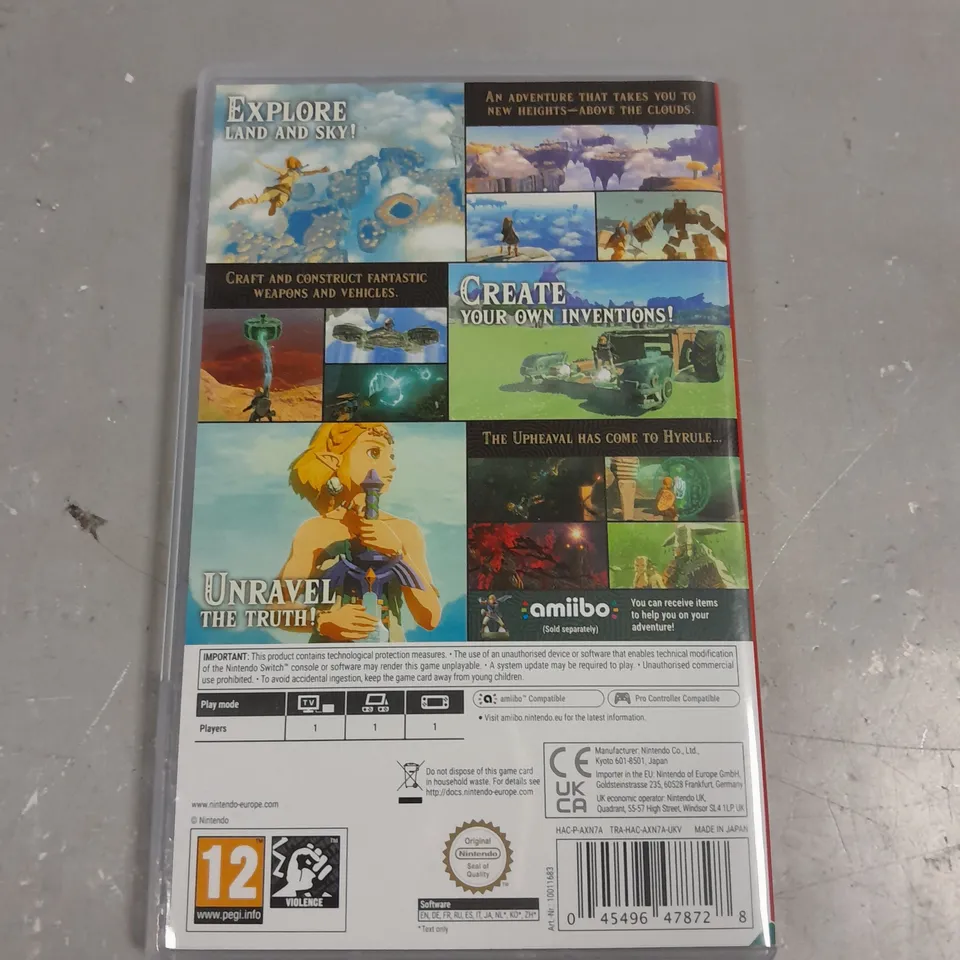 EXPLORE
LAND AND SKY!
AN ADVENTURE THAT TAKES YOU TO
NEW HEIGHTS—ABOVE THE CLOUDS.
CRAFT AND CONSTRUCT FANTASTIC
WEAPONS AND VEHICLES.
CREATE
YOUR OWN INVENTIONS!
UNRAVEL
THE TRUTH!
THE UPHEAVAL HAS COME TO HYRULE...
amiibo
(Sold separately)
You can receive items
to help you on your
adventure!
IMPORTANT: This product contains technological protection measures. • The use of an unauthorised device or software that enables technical modification
of the Nintendo Switch™ console or software may render this game unplayable. • A system update may be required to play. • Unauthorised commercial
use prohibited. • To avoid accidental ingestion, keep the game card away from young children.
Play mode
TV
Players 1 1 1
amiibo™ Compatible
Pro Controller Compatible
• Visit amiibo.nintendo.eu for the latest information.
Do not dispose of this game card
in household waste. For details see
http://docs.nintendo-europe.com
CE
UK
CA
Manufacturer: Nintendo Co., Ltd.,
Kyoto 601-8501, Japan
Importer in the EU: Nintendo of Europe GmbH,
Goldsteinstrasse 235, 60528 Frankfurt, Germany
UK economic operator: Nintendo UK,
Quadrant, 55-57 High Street, Windsor SL4 1LP, UK
www.nintendo-europe.com
© Nintendo
HAC-P-AXN7A TRA-HAC-AXN7A-UKV MADE IN JAPAN
12
www.pegi.info
VIOLENCE
™
Original
Nintendo
Seal of
Quality
™
Software
EN, DE, FR, RU, ES, IT, JA, NL*, KO*, ZH*
*Text only
Art.-Nr.: 10011683
0 45496 47872 8